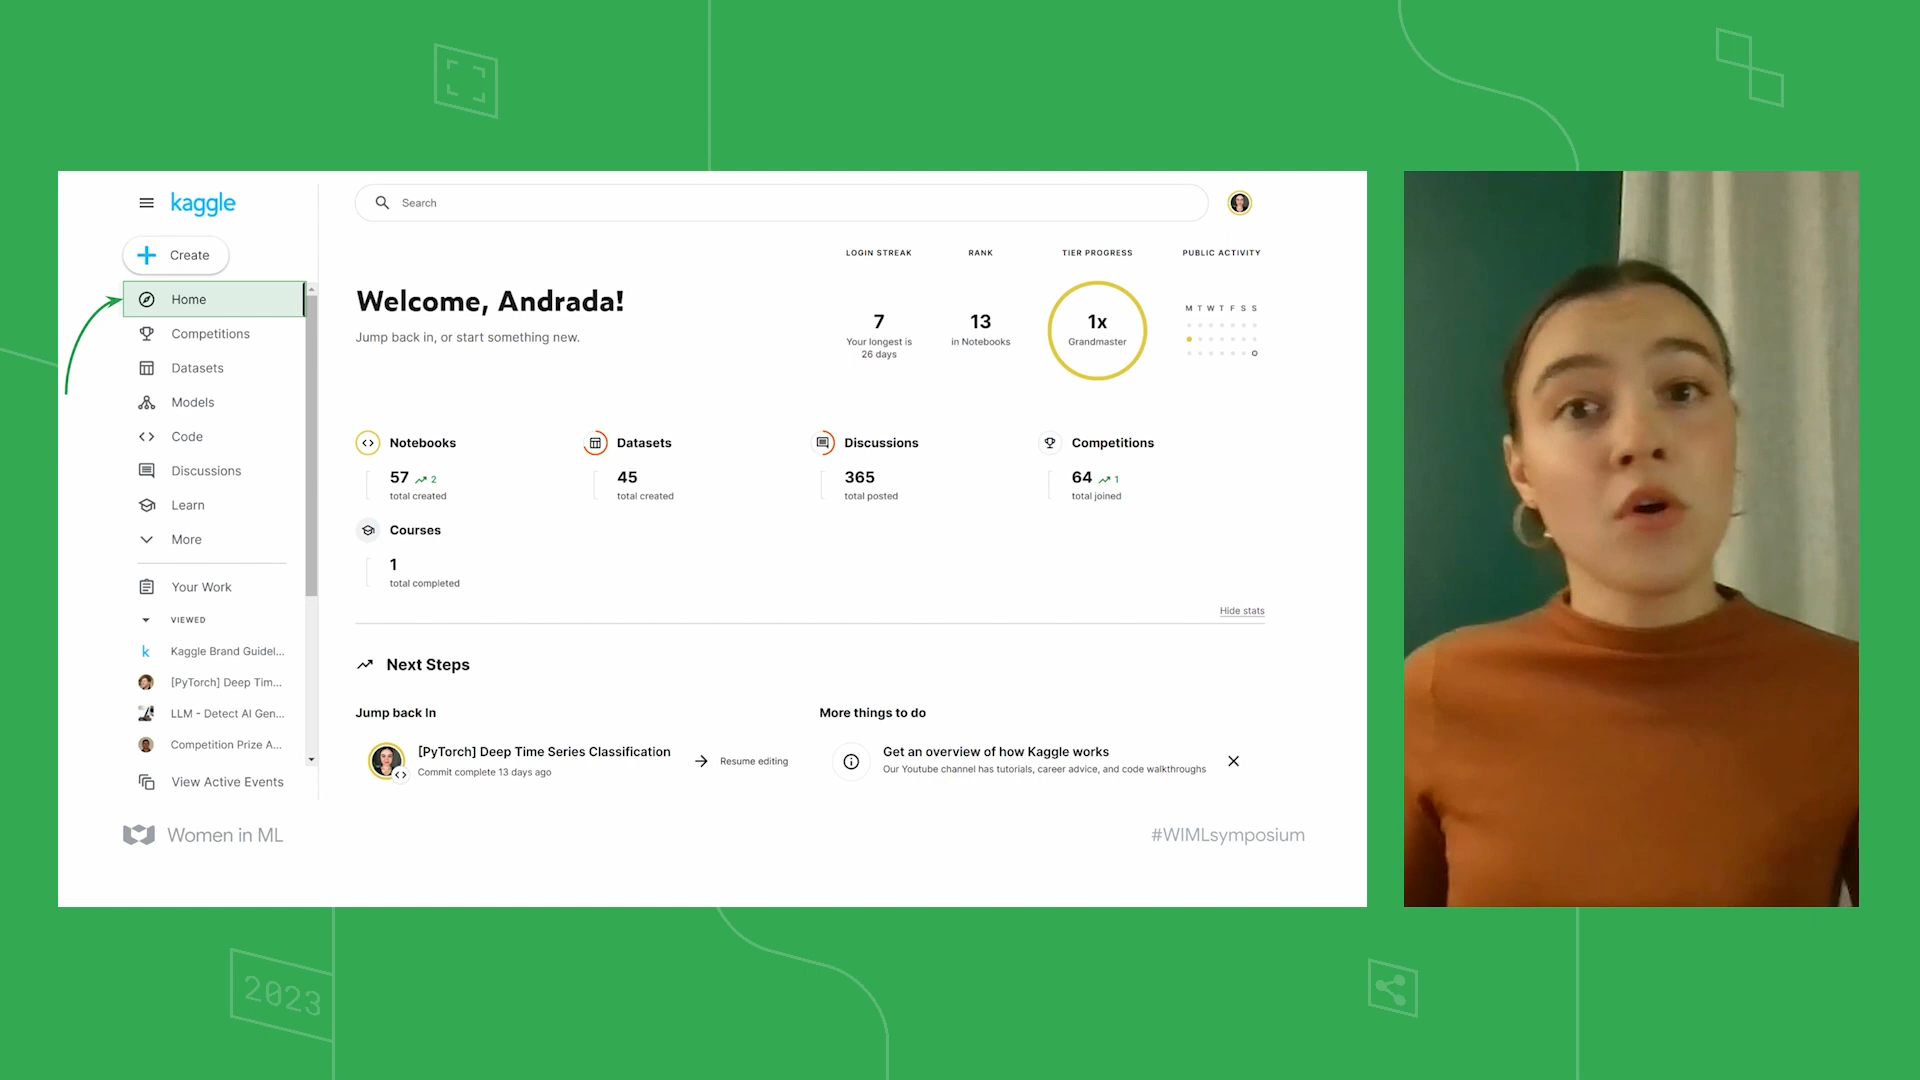 kaggle
Search
Create
Home
Competitions
Datasets
Models
Code
Discussions
Learn
More
Your Work
VIEWED
Kaggle Brand Guidel...
[PyTorch] Deep Tim...
LLM - Detect AI Gen...
Competition Prize A...
View Active Events
Welcome, Andrada!
Jump back in, or start something new.
LOGIN STREAK
7
Your longest is
26 days
RANK
13
in Notebooks
TIER PROGRESS
1x
Grandmaster
PUBLIC ACTIVITY
M T W T F S S
Notebooks
57 2
total created
Datasets
45
total created
Discussions
365
total posted
Competitions
64 1
total joined
Courses
1
total completed
Hide stats
Next Steps
Jump back In
[PyTorch] Deep Time Series Classification
Commit complete 13 days ago
Resume editing
More things to do
Get an overview of how Kaggle works
Our Youtube channel has tutorials, career advice, and code walkthroughs
Women in ML
#WIMLsymposium
2023